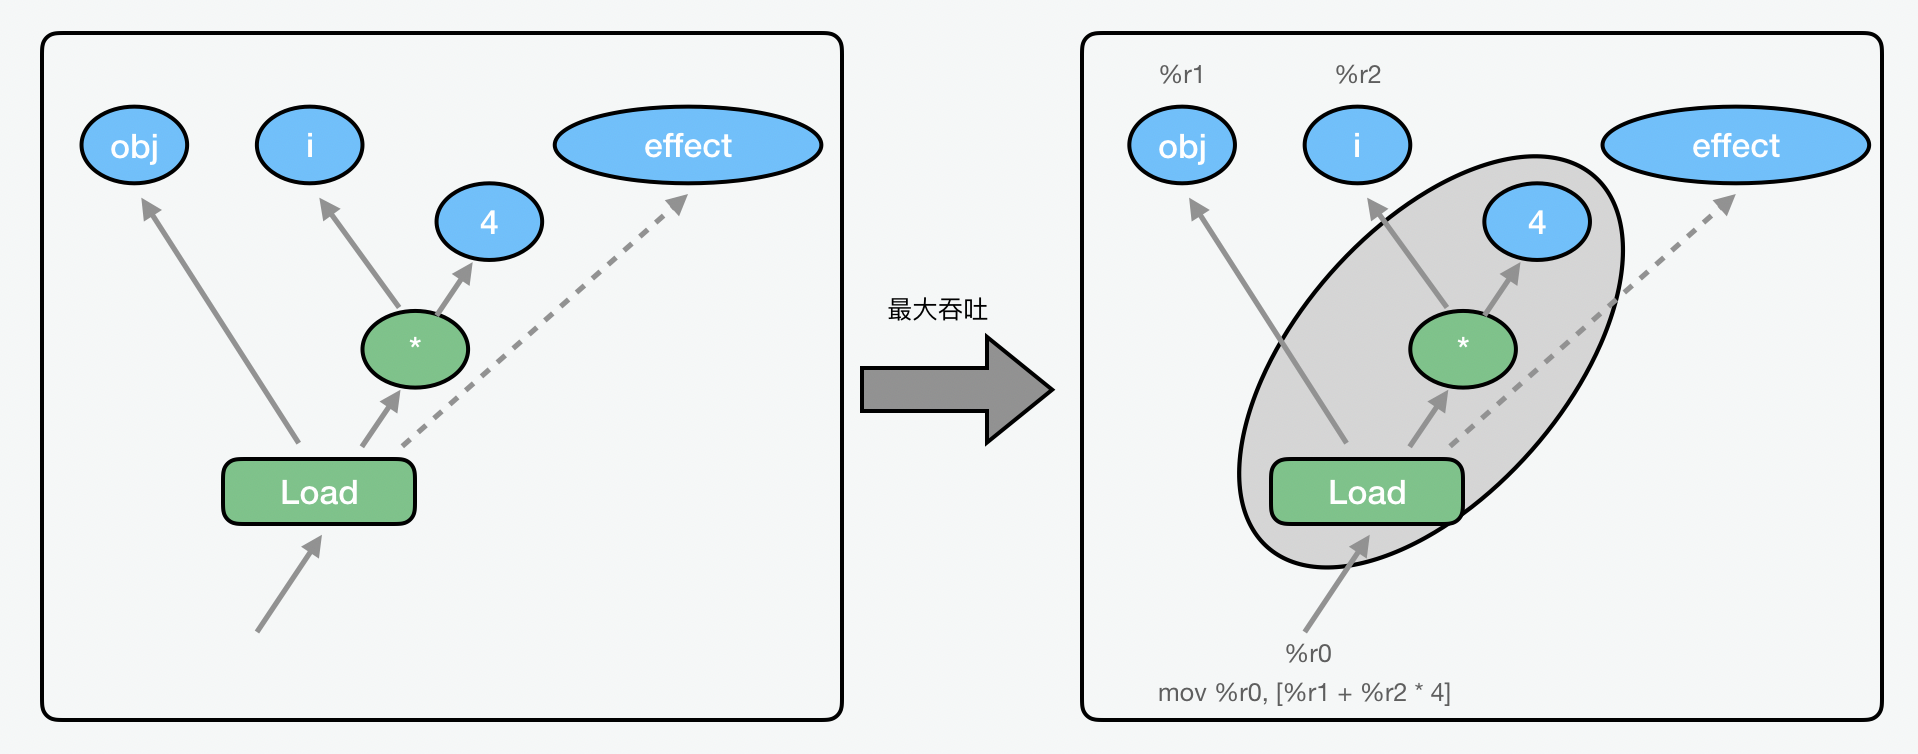 obj
i
effect
4
*
Load
最大吞吐
%r1
%r2
obj
i
effect
4
*
Load
%r0
mov %r0, [%r1 + %r2 * 4]